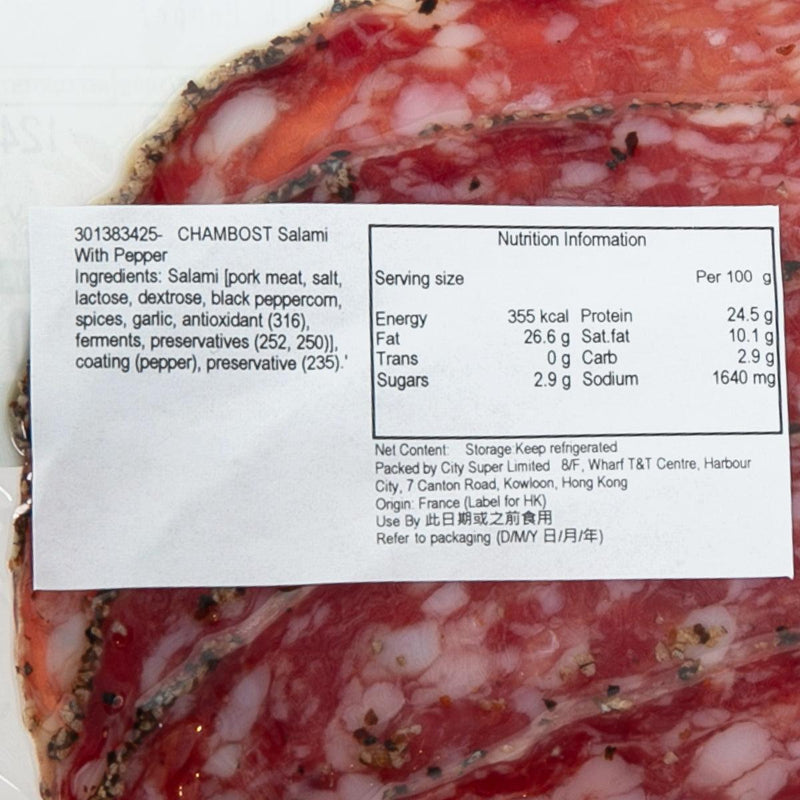 301383425- CHAMBOST Salami
With Pepper
Ingredients: Salami [pork meat, salt,
lactose, dextrose, black peppercorn,
spices, garlic, antioxidant (316),
ferments, preservatives (252, 250)],
coating (pepper), preservative (235).'
Nutrition Information
Serving size Per 100 g
Energy 355 kcal Protein 24.5 g
Fat 26.6 g Sat.fat 10.1 g
Trans 0 g Carb 2.9 g
Sugars 2.9 g Sodium 1640 mg
Net Content: Storage:Keep refrigerated
Packed by City Super Limited 8/F, Wharf T&T Centre, Harbour
City, 7 Canton Road, Kowloon, Hong Kong
Origin: France (Label for HK)
Use By 此日期或之前食用
Refer to packaging (D/M/Y 日/月/年)